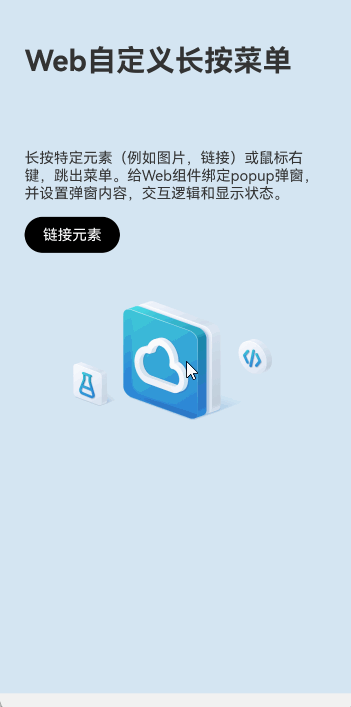 Web自定义长按菜单
长按特定元素（例如图片，链接）或鼠标右
键，跳出菜单。给Web组件绑定popup弹窗，
并设置弹窗内容，交互逻辑和显示状态。
链接元素